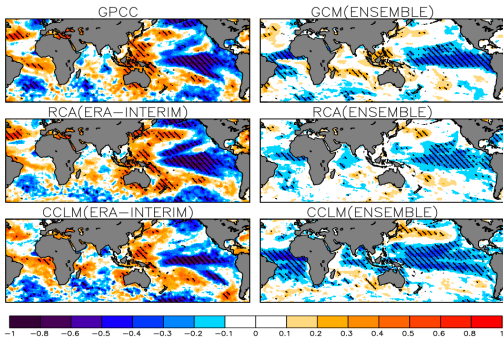 GPCC GCM(ENSEMBLE)
RCA(ERA-INTERIM) RCA(ENSEMBLE)
CCLM(ERA-INTERIM) CCLM(ENSEMBLE)
-1 -0.9 -0.8 -0.5 -0.4 -0.3 -0.2 -0.1 0 0.1 0.2 0.3 0.4 0.5 0.8 0.9 1